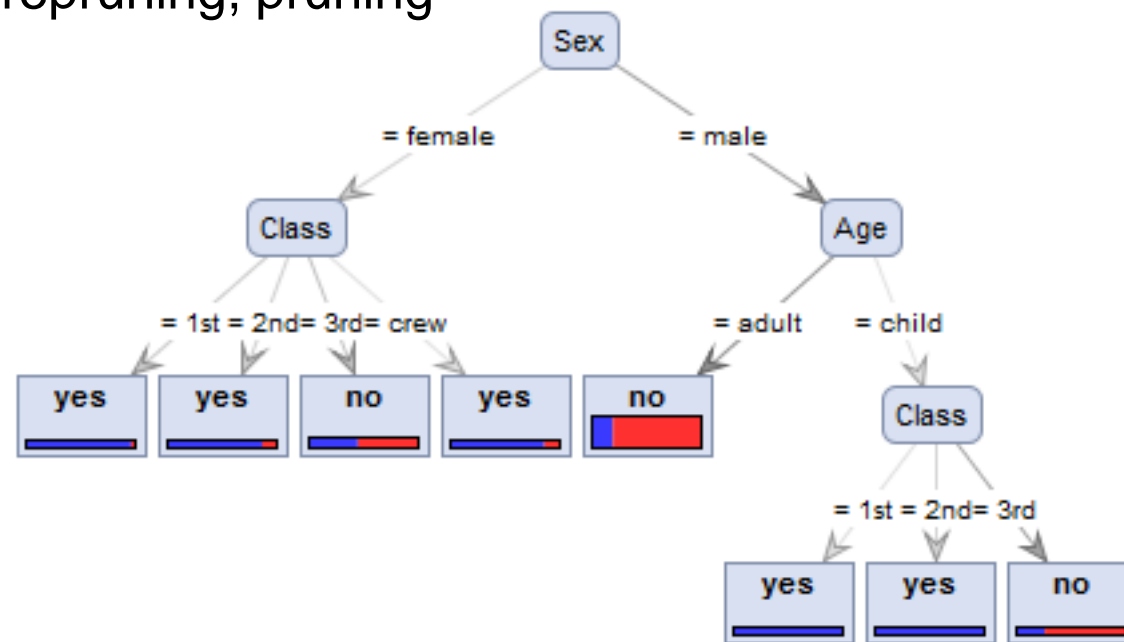 Sex
= female = male
Class Age
= 1st = 2nd= 3rd= crew = adult = child
yes yes no yes no
Class
= 1st = 2nd= 3rd
yes yes no